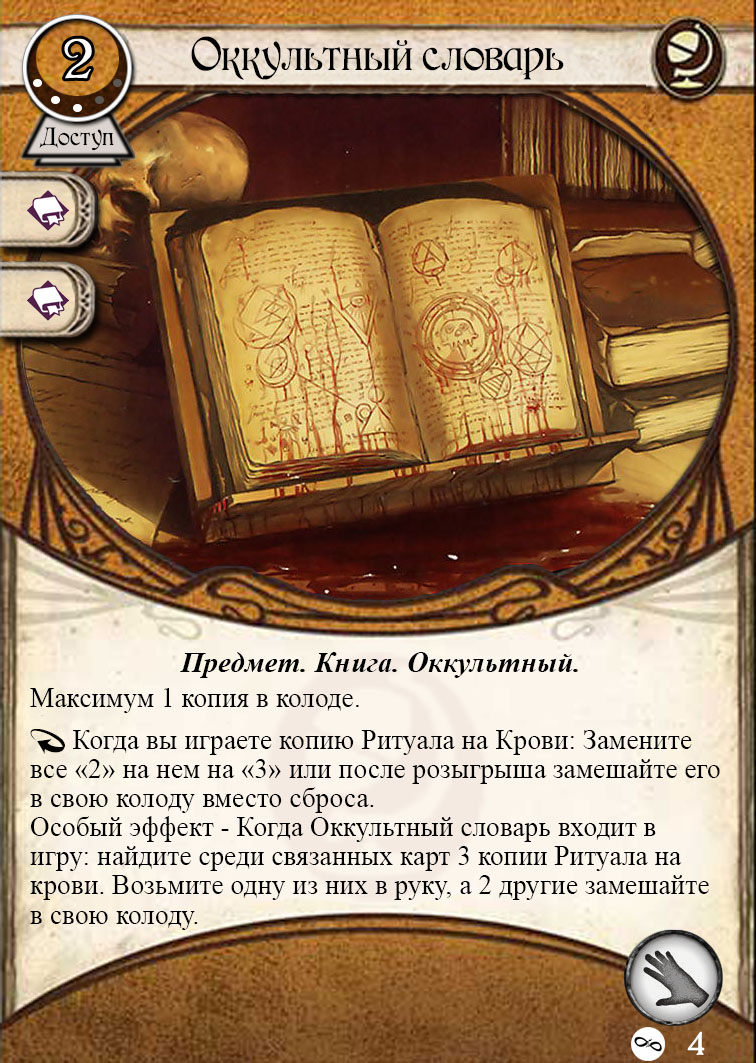 2
Оккультный словарь
Доступ
Предмет. Книга. Оккультный.
Максимум 1 копия в колоде.
Когда вы играете копию Ритуала на Крови: Замените
все «2» на нем на «3» или после розыгрыша замешайте его
в свою колоду вместо сброса.
Особый эффект - Когда Оккультный словарь входит в
игру: найдите среди связанных карт 3 копии Ритуала на
крови. Возьмите одну из них в руку, а 2 другие замешайте
в свою колоду.
4